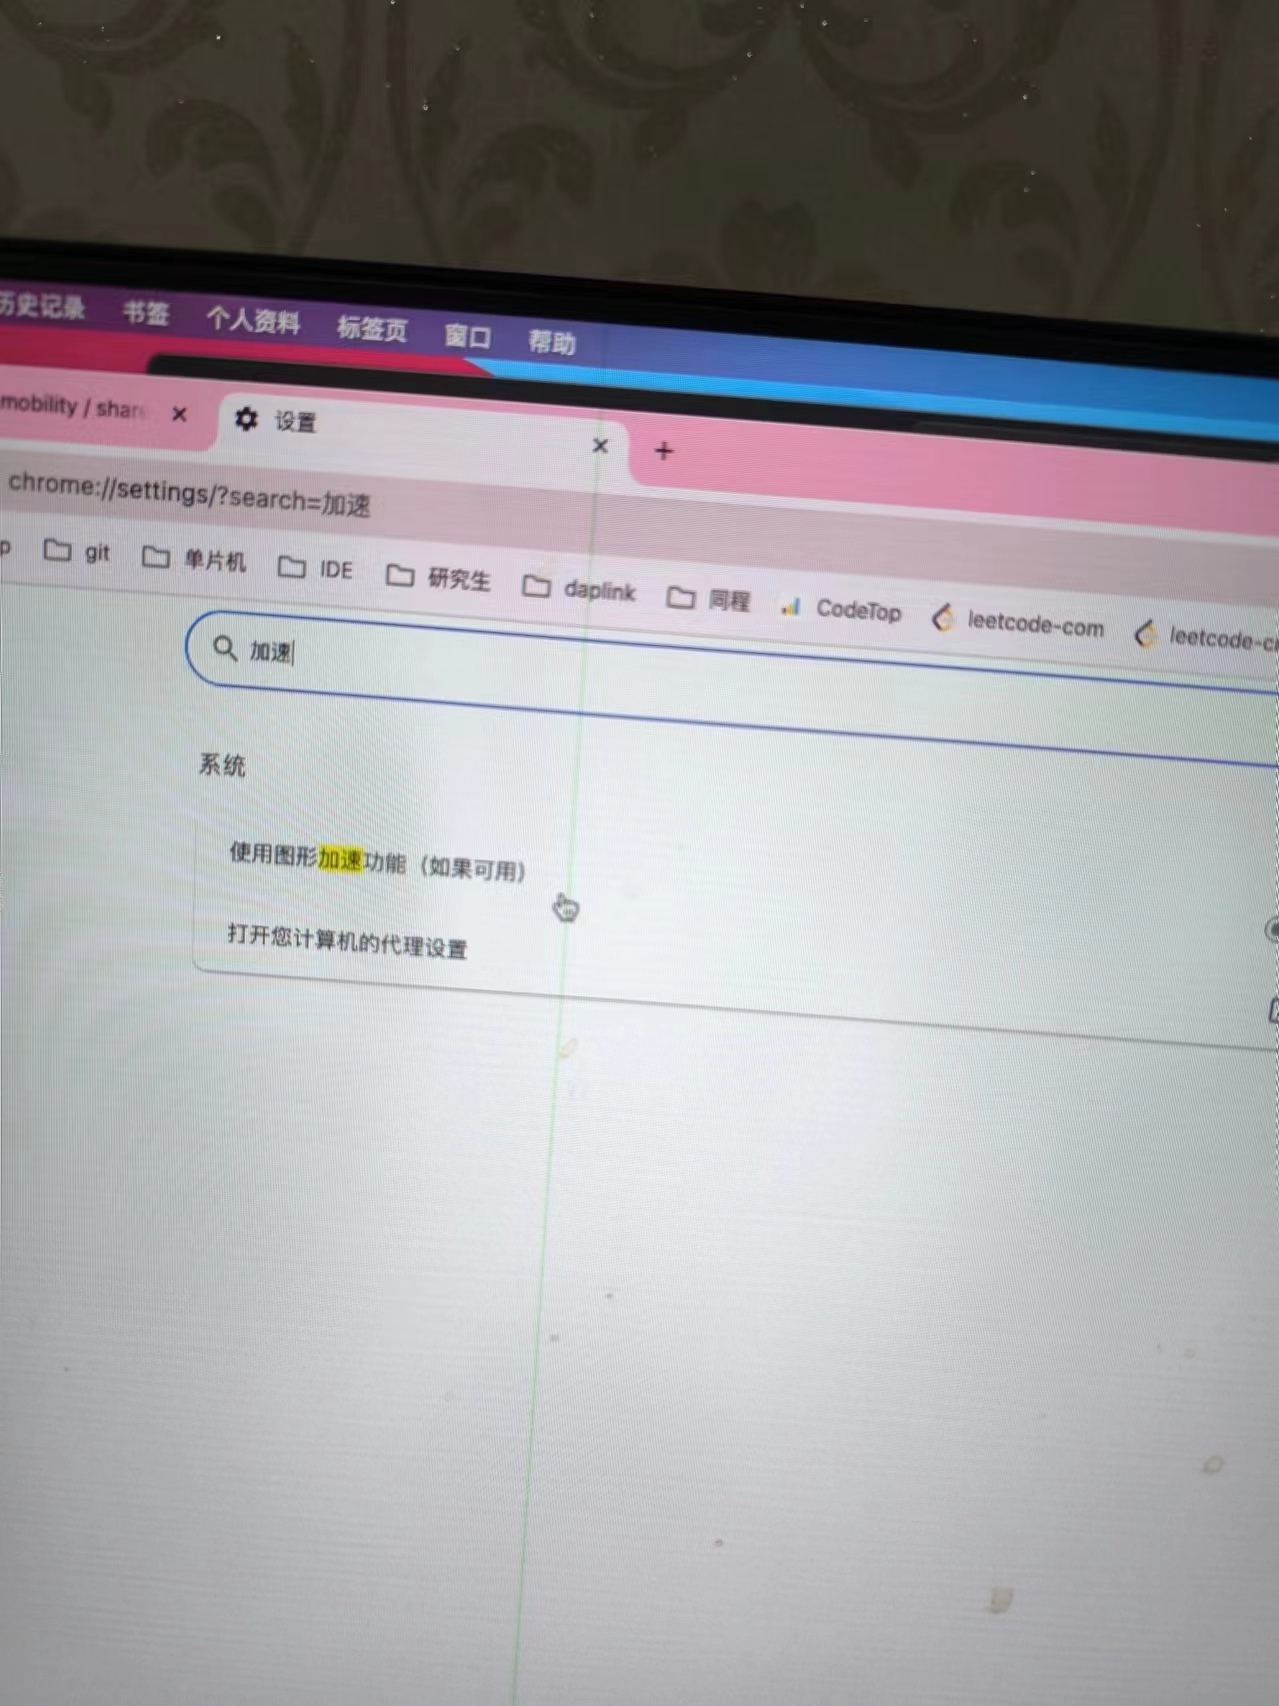 历史记录 书签 个人资料 标签页 窗口 帮助
mobility / share 设置
chrome://settings/?search=加速
p git 单片机 IDE 研究生 daplink 同程 CodeTop leetcode-com leetcode-c
加速
系统
使用图形加速功能（如果可用）
打开您计算机的代理设置